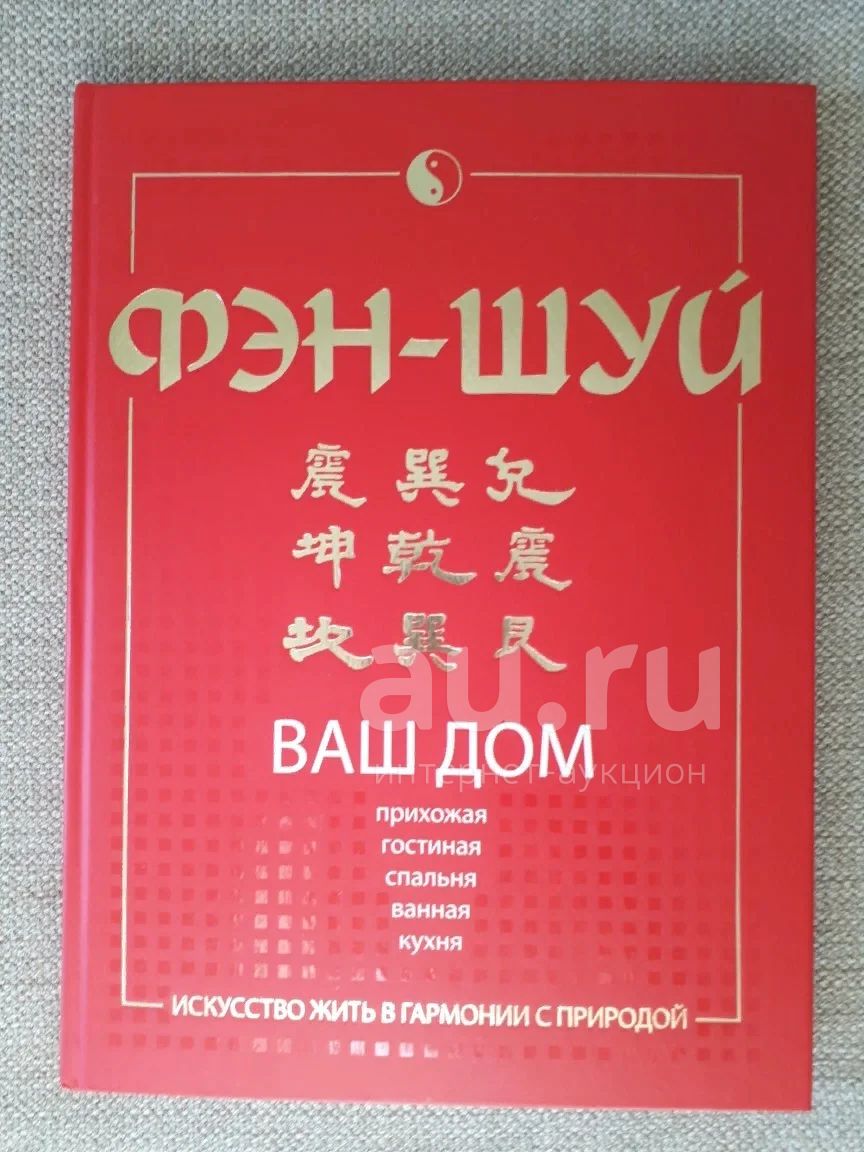 ФЭН-ШУЙ
震 巽 兌
坤 乾 震
坎 巽 艮
au.ru
ВАШ ДОМ
интернет-аукцион
прихожая
гостиная
спальня
ванная
кухня
ИСКУССТВО ЖИТЬ В ГАРМОНИИ С ПРИРОДОЙ